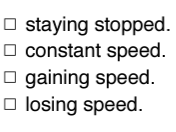 □ staying stopped.
□ constant speed.
□ gaining speed.
□ losing speed.